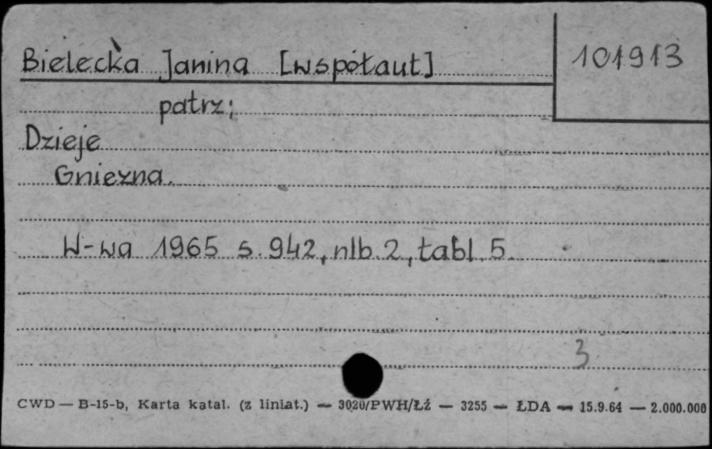 Bielecka Janina [współaut]
101913
patrz;
Dzieje
Gniezna.
W-wa 1965 s. 942, nlb. 2, tabl. 5.
3
CWD — B-15-b, Karta katal. (z liniat.) — 3020/PWH/Łź — 3255 — ŁDA — 15.9.64 — 2.000.000